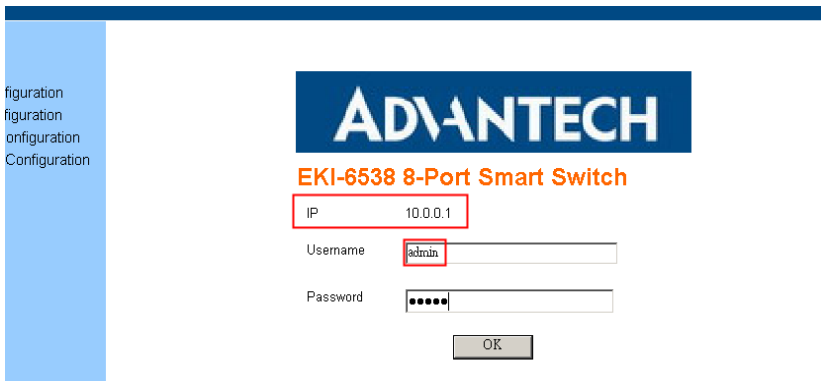 figuration
figuration
onfiguration
Configuration
ADVANTECH
EKI-6538 8-Port Smart Switch
IP 10.0.0.1
Username admin
Password ●●●●●
OK